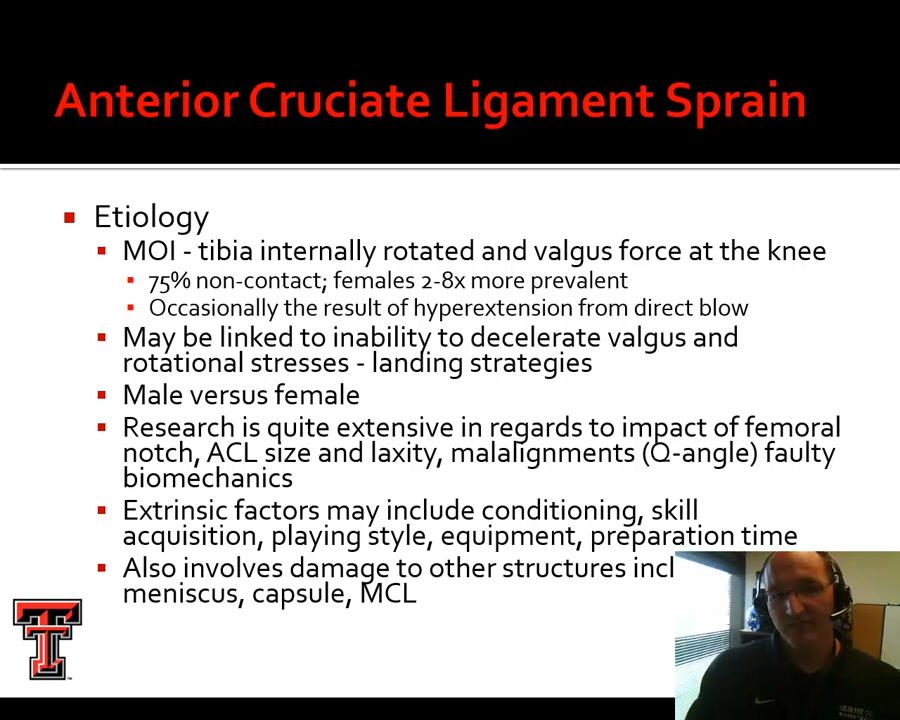 Anterior Cruciate Ligament Sprain
Etiology
MOI - tibia internally rotated and valgus force at the knee
75% non-contact; females 2-8x more prevalent
Occasionally the result of hyperextension from direct blow
May be linked to inability to decelerate valgus and
rotational stresses - landing strategies
Male versus female
Research is quite extensive in regards to impact of femoral
notch, ACL size and laxity, malalignments (Q-angle) faulty
biomechanics
Extrinsic factors may include conditioning, skill
acquisition, playing style, equipment, preparation time
Also involves damage to other structures incl
meniscus, capsule, MCL